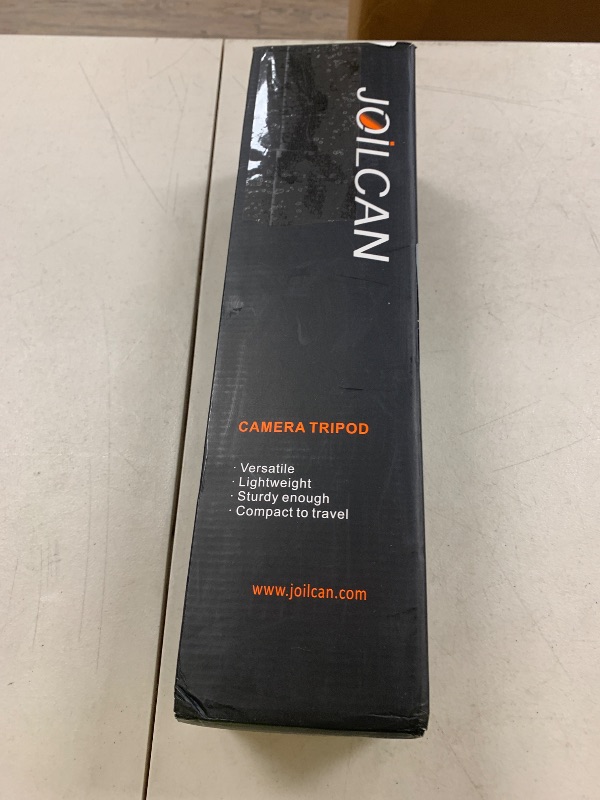 JOILCAN
CAMERA TRIPOD
· Versatile
· Lightweight
· Sturdy enough
· Compact to travel
www.joilcan.com